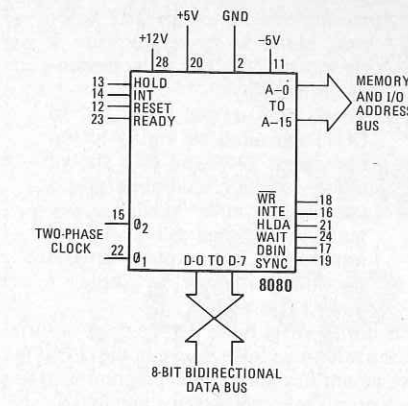 +5V GND
+12V -5V
28 20 2 11
13 HOLD
14 INT
12 RESET
23 READY
A-0
TO
A-15
MEMORY
AND I/O
ADDRESS
BUS
WR 18
INTE 16
HLDA 21
WAIT 24
DBIN 17
SYNC 19
15 Ø2
TWO-PHASE
CLOCK
22 Ø1
D-0 TO D-7
8080
8-BIT BIDIRECTIONAL
DATA BUS